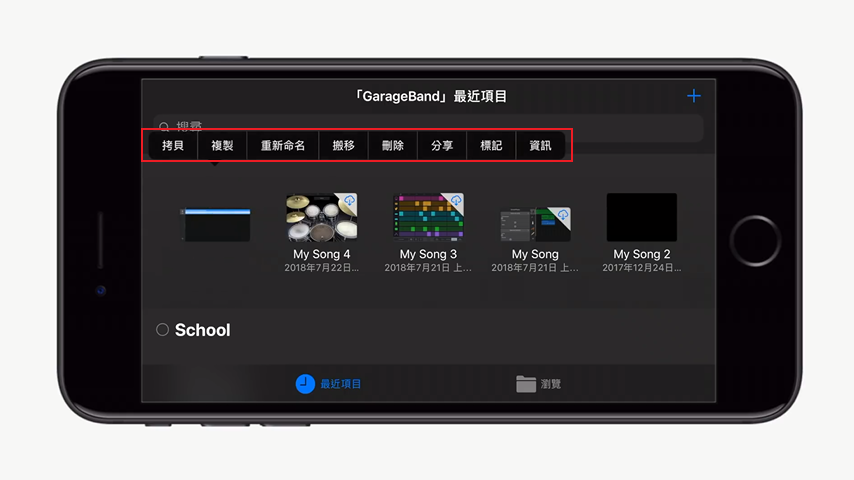 「GarageBand」最近項目
搜尋
拷貝 複製 重新命名 搬移 刪除 分享 標記 資訊
My Song 4 My Song 3 My Song My Song 2
2018年7月22日... 2018年7月21日 上... 2018年7月21日 上... 2017年12月24日...
School
最近項目 瀏覽